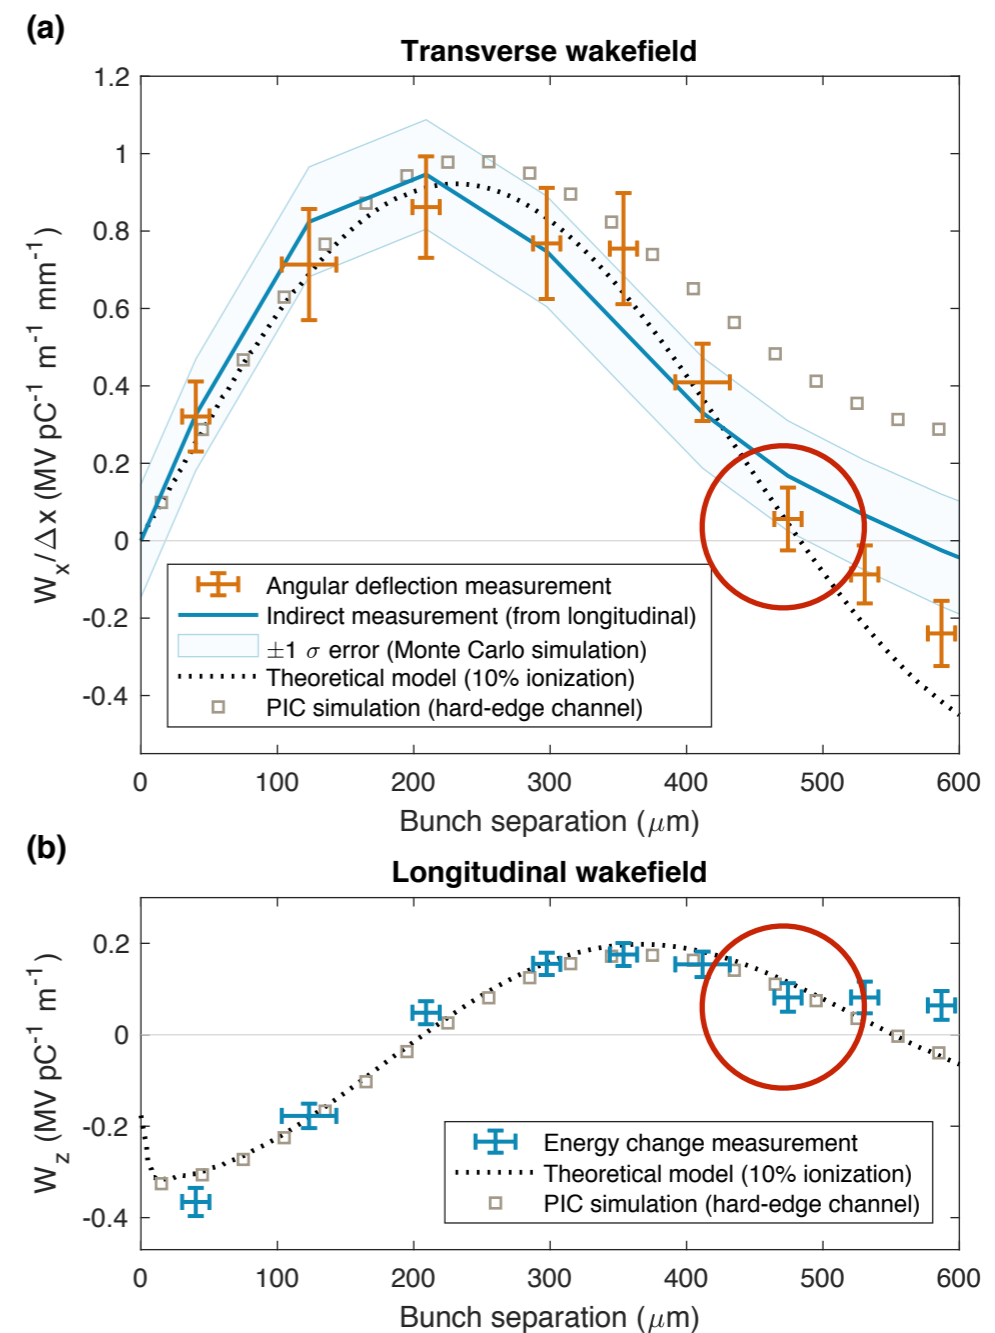 (a)
Transverse wakefield
1.2
1
0.8
0.6
0.4
0.2
0
-0.2
-0.4
W_x/Δx (MV pC⁻¹ m⁻¹ mm⁻¹)
Angular deflection measurement
Indirect measurement (from longitudinal)
±1 σ error (Monte Carlo simulation)
Theoretical model (10% ionization)
PIC simulation (hard-edge channel)
0 100 200 300 400 500 600
Bunch separation (μm)
(b)
Longitudinal wakefield
0.2
0
-0.2
-0.4
W_z (MV pC⁻¹ m⁻¹)
Energy change measurement
Theoretical model (10% ionization)
PIC simulation (hard-edge channel)
0 100 200 300 400 500 600
Bunch separation (μm)